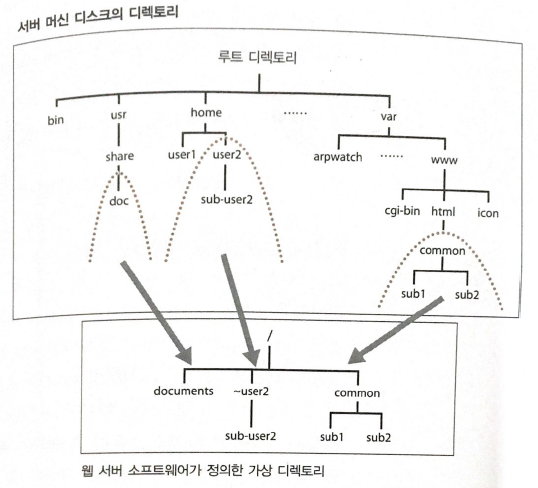 서버 머신 디스크의 디렉토리
루트 디렉토리
bin usr home ...... var
share user1 user2 arpwatch ...... www
doc sub-user2 cgi-bin html icon
common
sub1 sub2
/
documents ~user2 common
sub-user2 sub1 sub2
웹 서버 소프트웨어가 정의한 가상 디렉토리